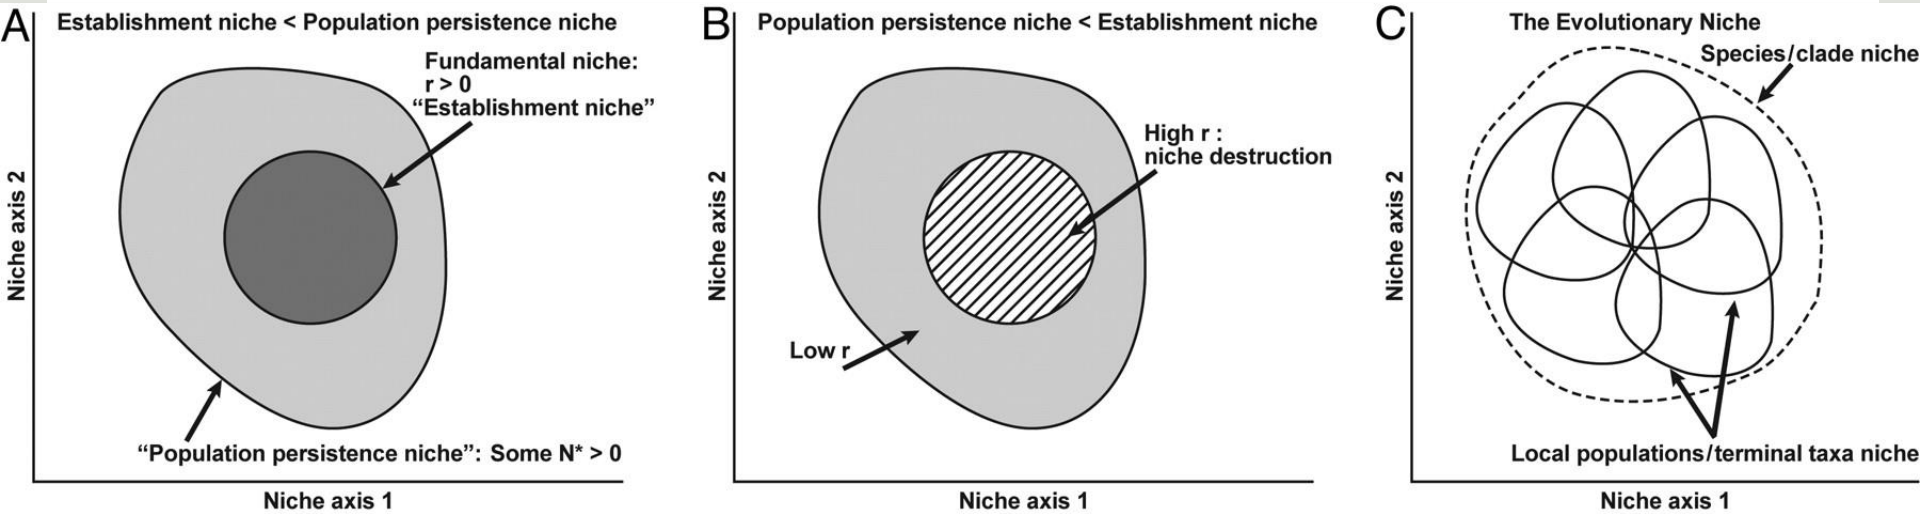 A
Establishment niche < Population persistence niche
Fundamental niche:
r > 0
“Establishment niche”
“Population persistence niche”: Some N* > 0
Niche axis 2
Niche axis 1
B
Population persistence niche < Establishment niche
High r :
niche destruction
Low r
Niche axis 2
Niche axis 1
C
The Evolutionary Niche
Species/clade niche
Local populations/terminal taxa niche
Niche axis 2
Niche axis 1